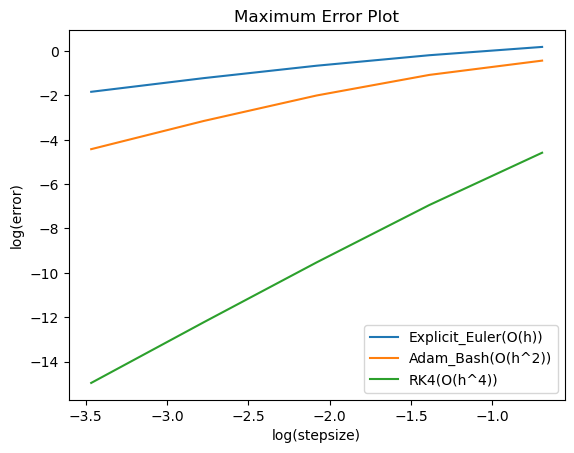 Maximum Error Plot
log(error)
0
−2
−4
−6
−8
−10
−12
−14
Explicit_Euler(O(h))
Adam_Bash(O(h^2))
RK4(O(h^4))
−3.5 −3.0 −2.5 −2.0 −1.5 −1.0
log(stepsize)